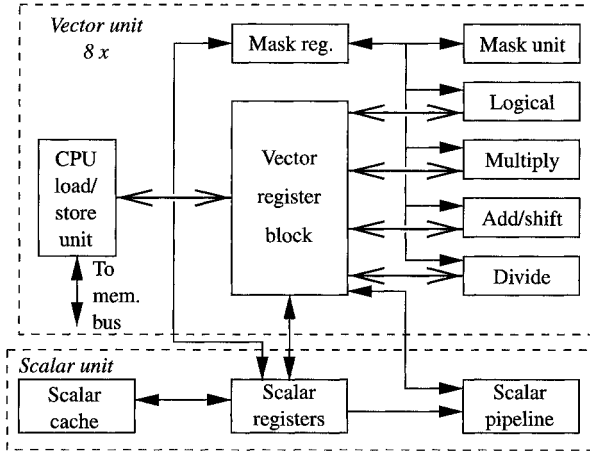 Vector unit
8 x
Mask reg.
Mask unit
Logical
Multiply
Add/shift
Divide
CPU
load/
store
unit
Vector
register
block
To
mem.
bus
Scalar unit
Scalar
cache
Scalar
registers
Scalar
pipeline